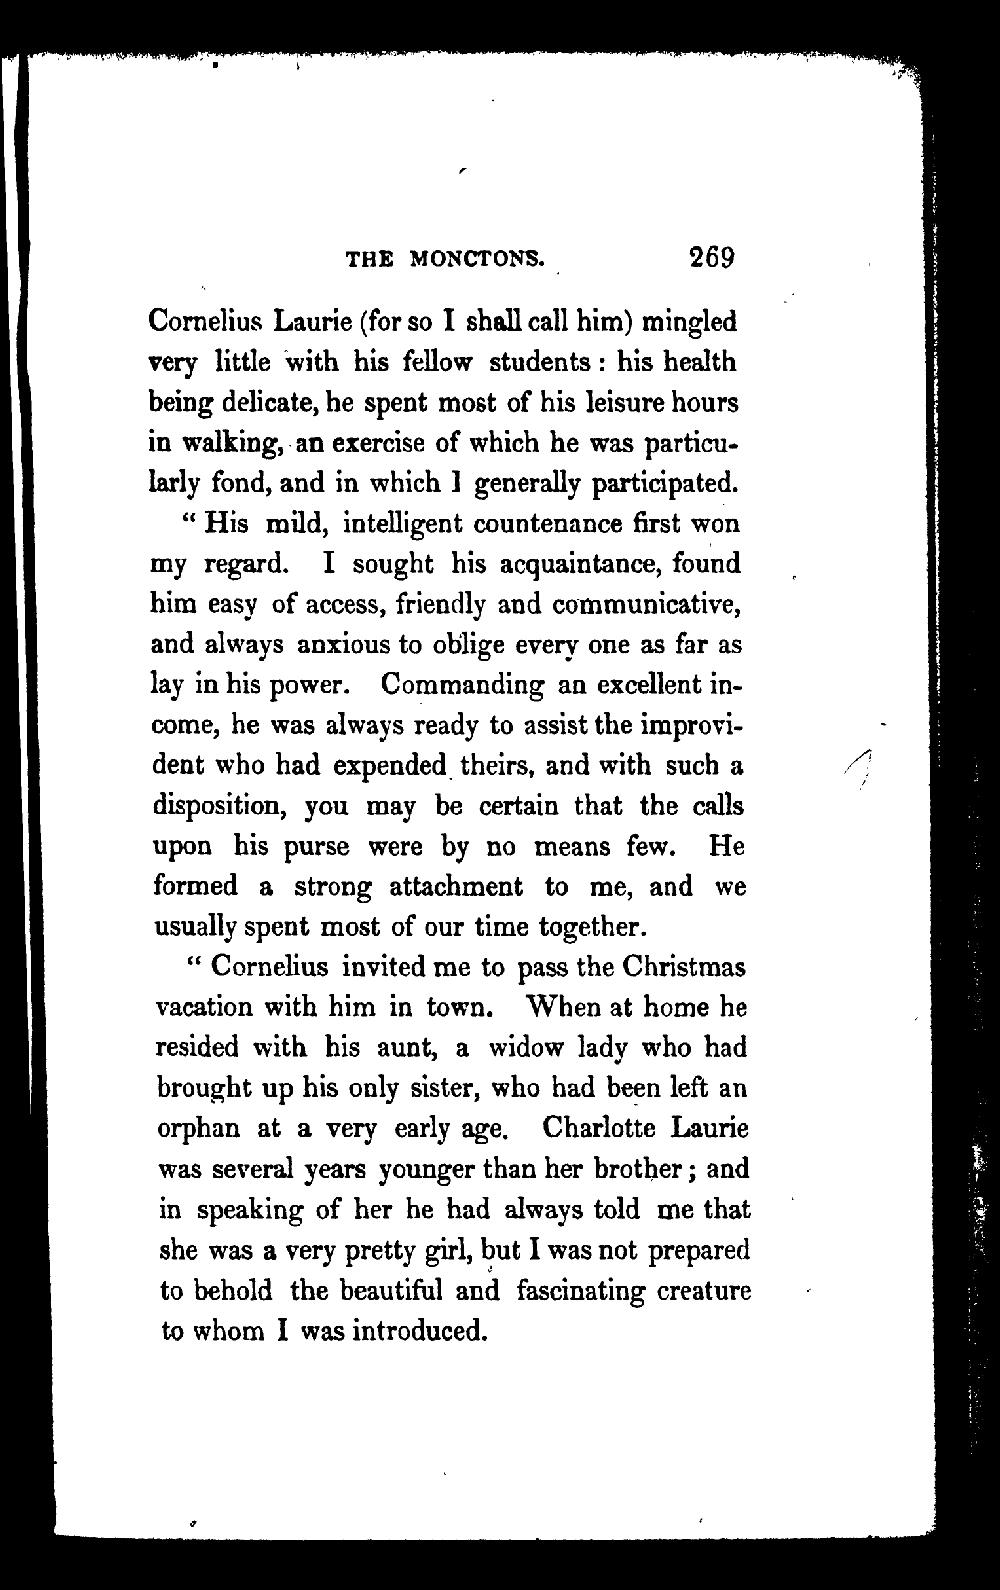 THE MONCTONS. 269
Cornelius Laurie (for so I shall call him) mingled
very little with his fellow students : his health
being delicate, he spent most of his leisure hours
in walking, an exercise of which he was particu-
larly fond, and in which I generally participated.
“ His mild, intelligent countenance first won
my regard. I sought his acquaintance, found
him easy of access, friendly and communicative,
and always anxious to oblige every one as far as
lay in his power. Commanding an excellent in-
come, he was always ready to assist the improvi-
dent who had expended theirs, and with such a
disposition, you may be certain that the calls
upon his purse were by no means few. He
formed a strong attachment to me, and we
usually spent most of our time together.
“ Cornelius invited me to pass the Christmas
vacation with him in town. When at home he
resided with his aunt, a widow lady who had
brought up his only sister, who had been left an
orphan at a very early age. Charlotte Laurie
was several years younger than her brother ; and
in speaking of her he had always told me that
she was a very pretty girl, but I was not prepared
to behold the beautiful and fascinating creature
to whom I was introduced.